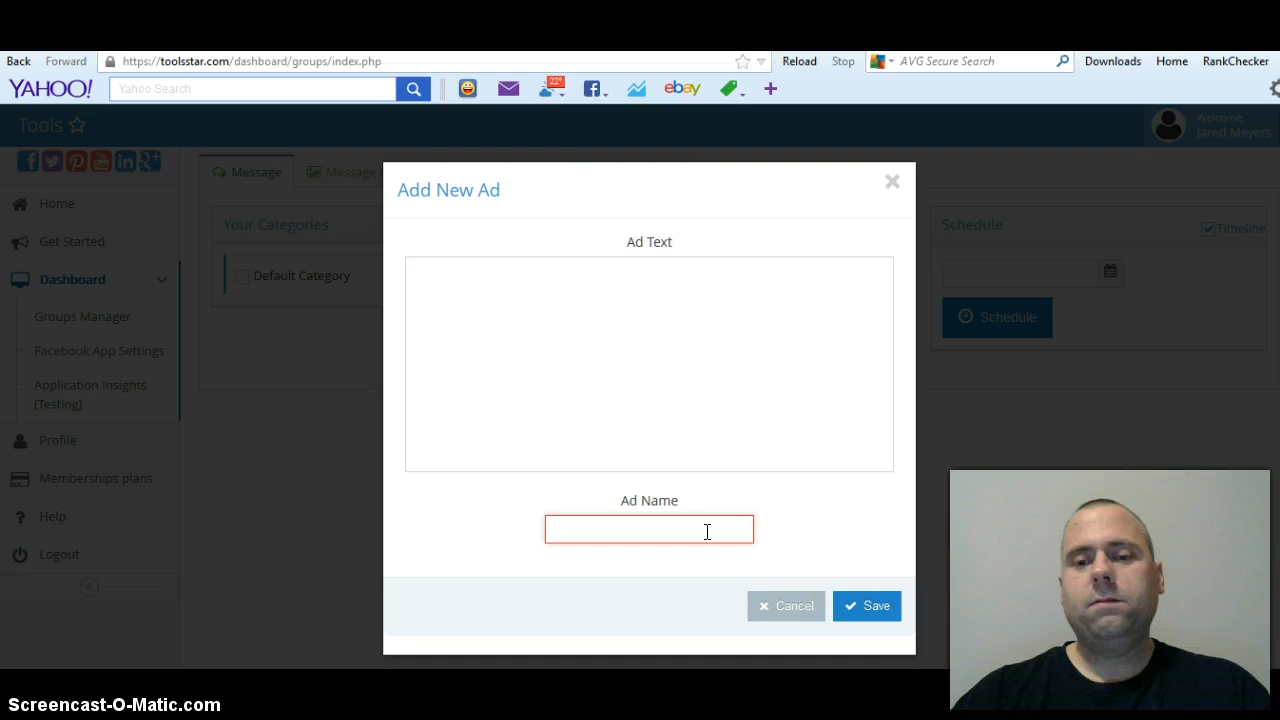 Back Forward https://toolsstar.com/dashboard/groups/index.php Reload Stop AVG Secure Search Downloads Home RankChecker
YAHOO! Yahoo Search 22° ebay
Tools
Welcome,
Jared Meyers
Message
Message
Your Categories
Default Category
Schedule
Timeline
Schedule
Home
Get Started
Dashboard
Groups Manager
Facebook App Settings
Application Insights
(Testing)
Profile
Memberships plans
Help
Logout
Add New Ad
Ad Text
Ad Name
Cancel
Save
Screencast-O-Matic.com